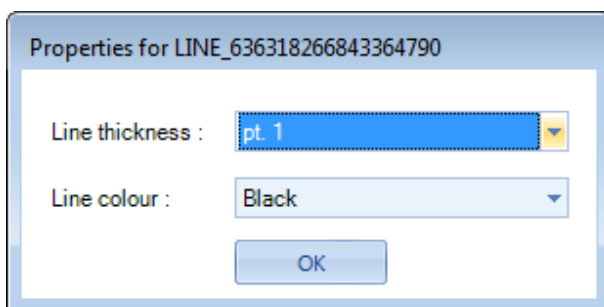 Properties for LINE_636318266843364790
Line thickness : pt. 1
Line colour : Black
OK